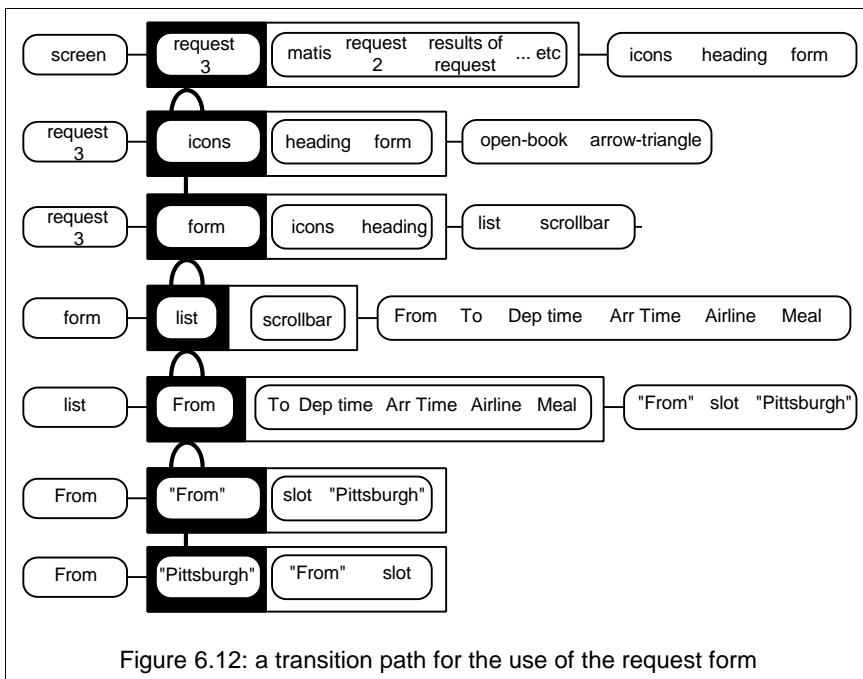 screen request 3 matis request 2 results of request ... etc icons heading form
request 3 icons heading form open-book arrow-triangle
request 3 form icons heading list scrollbar
form list scrollbar From To Dep time Arr Time Airline Meal
list From To Dep time Arr Time Airline Meal "From" slot "Pittsburgh"
From "From" slot "Pittsburgh"
From "Pittsburgh" "From" slot
Figure 6.12: a transition path for the use of the request form